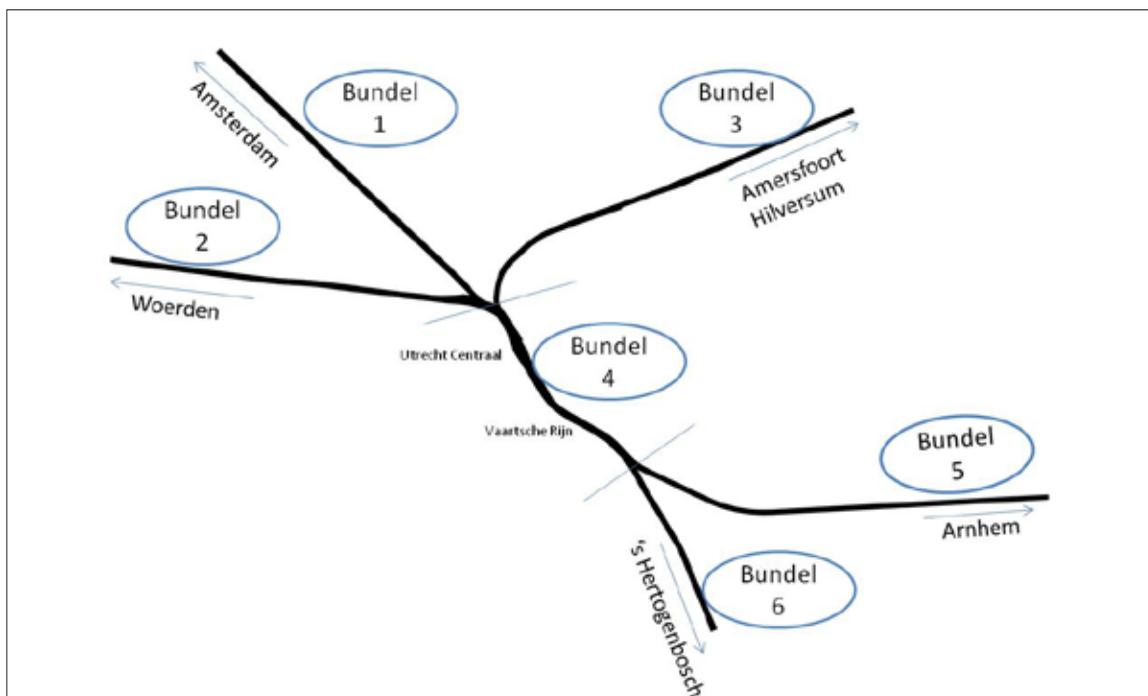 Bundel
1
Bundel
3
Amsterdam
Amersfoort
Hilversum
Bundel
2
Woerden
Utrecht Centraal
Bundel
4
Vaartsche Rijn
Bundel
5
Arnhem
's Hertogenbosch
Bundel
6